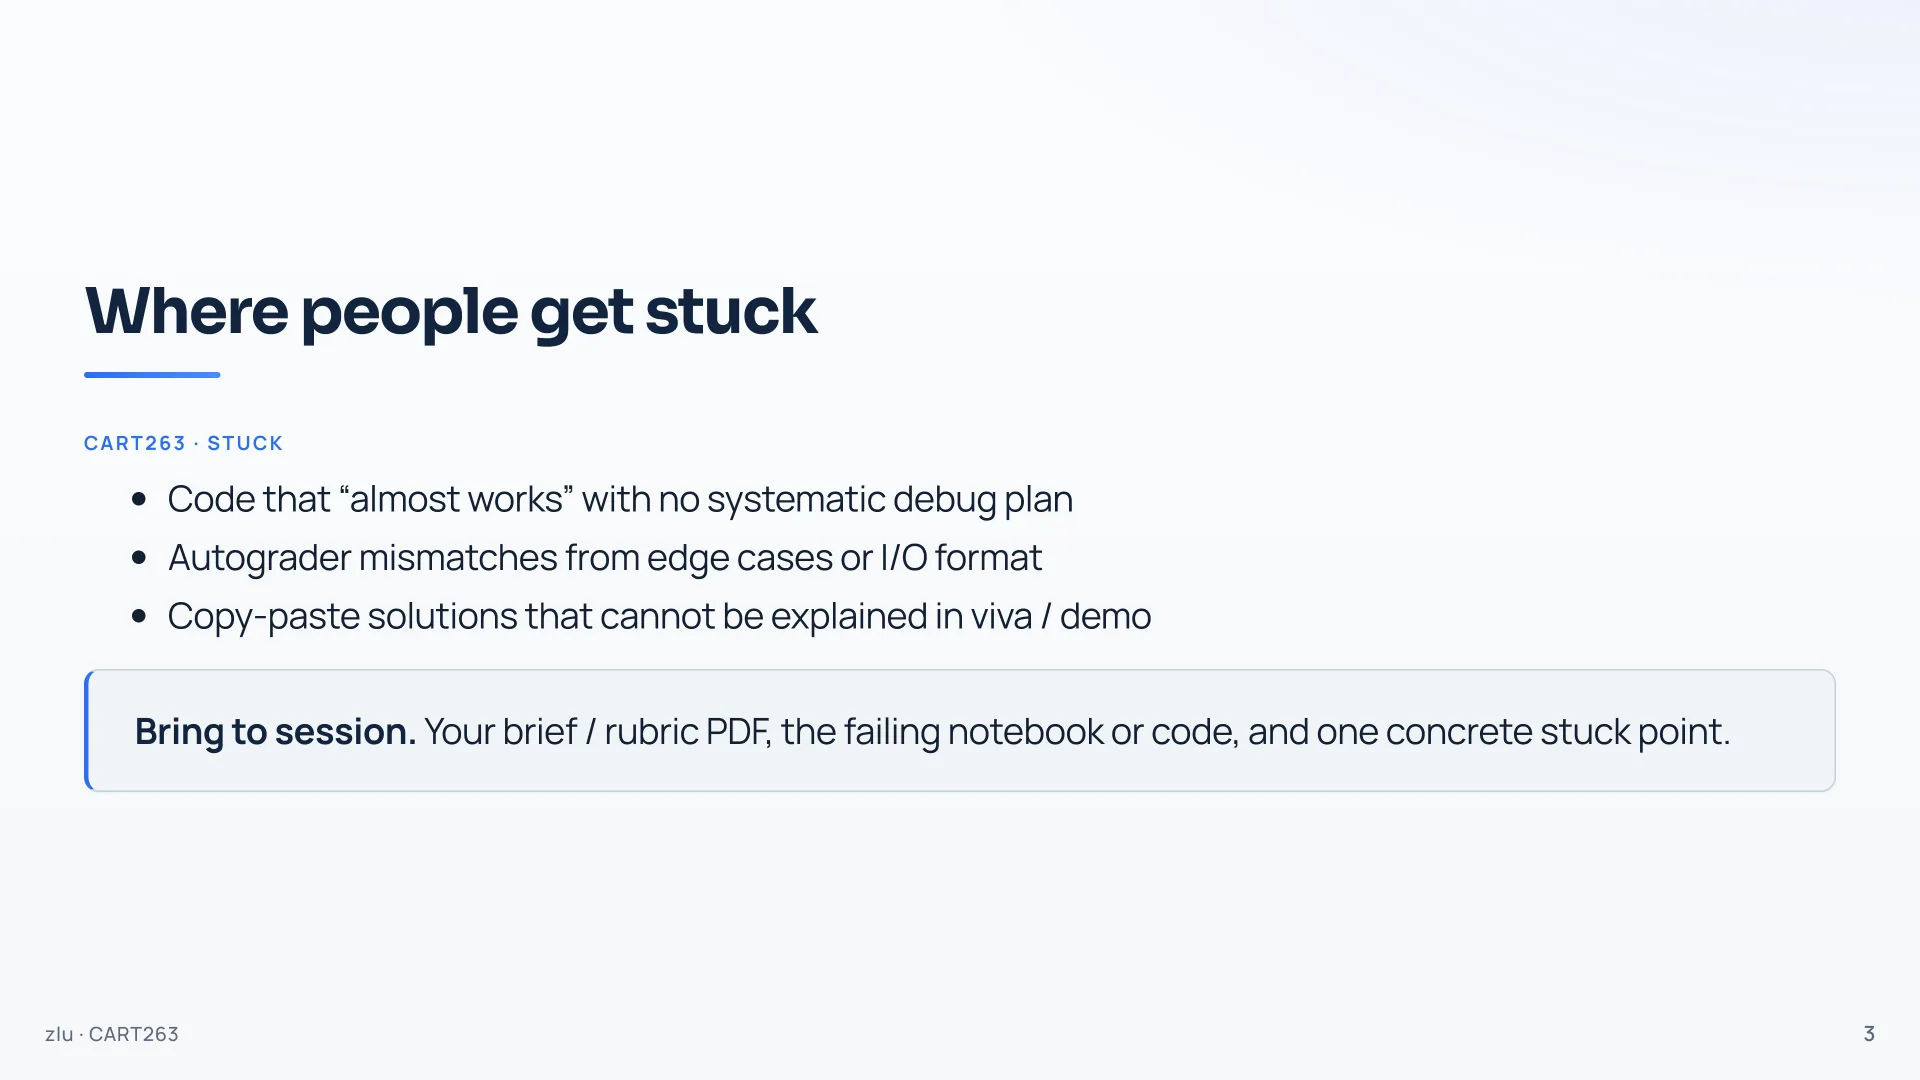 Where people get stuck
CART263 · STUCK
• Code that “almost works” with no systematic debug plan
• Autograder mismatches from edge cases or I/O format
• Copy-paste solutions that cannot be explained in viva / demo
Bring to session. Your brief / rubric PDF, the failing notebook or code, and one concrete stuck point.
zlu · CART263
3